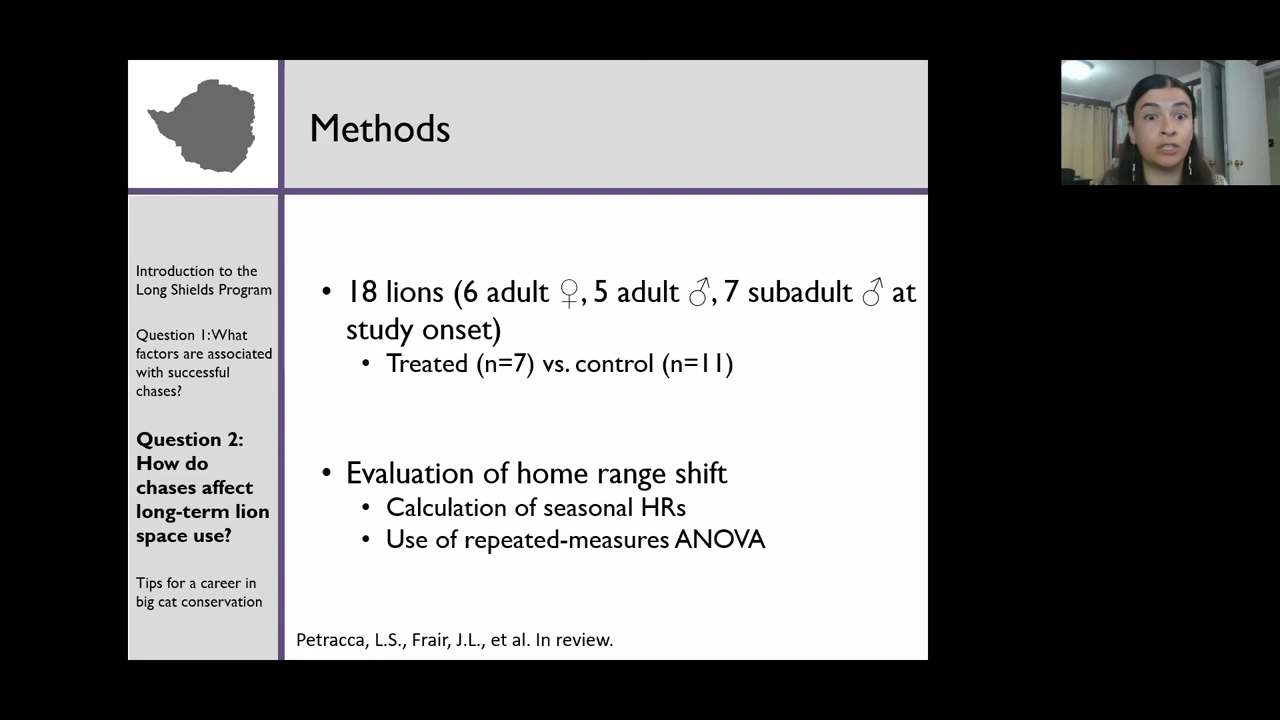 Methods
Introduction to the
Long Shields Program
Question 1:What
factors are associated
with successful
chases?
Question 2:
How do
chases affect
long-term lion
space use?
Tips for a career in
big cat conservation
• 18 lions (6 adult ♀, 5 adult ♂, 7 subadult ♂ at
study onset)
• Treated (n=7) vs. control (n=11)
• Evaluation of home range shift
• Calculation of seasonal HRs
• Use of repeated-measures ANOVA
Petracca, L.S., Frair, J.L., et al. In review.